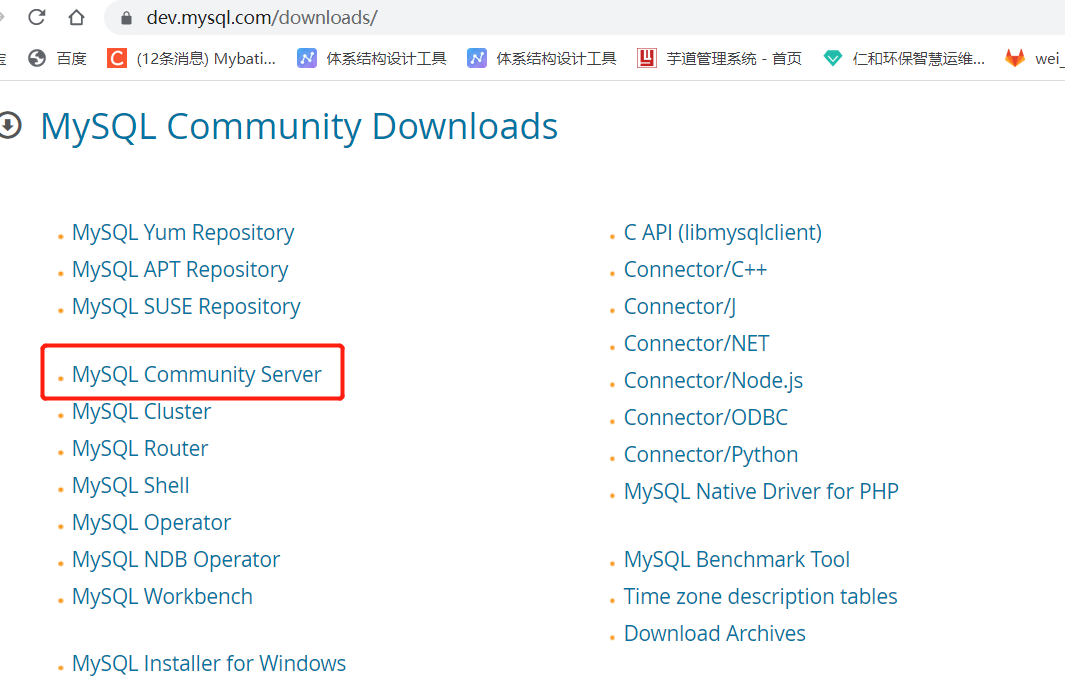 dev.mysql.com/downloads/
百度
(12条消息) Mybati...
体系结构设计工具
体系结构设计工具
芋道管理系统 - 首页
仁和环保智慧运维...
wei_
MySQL Community Downloads
MySQL Yum Repository
MySQL APT Repository
MySQL SUSE Repository
MySQL Community Server
MySQL Cluster
MySQL Router
MySQL Shell
MySQL Operator
MySQL NDB Operator
MySQL Workbench
MySQL Installer for Windows
C API (libmysqlclient)
Connector/C++
Connector/J
Connector/NET
Connector/Node.js
Connector/ODBC
Connector/Python
MySQL Native Driver for PHP
MySQL Benchmark Tool
Time zone description tables
Download Archives